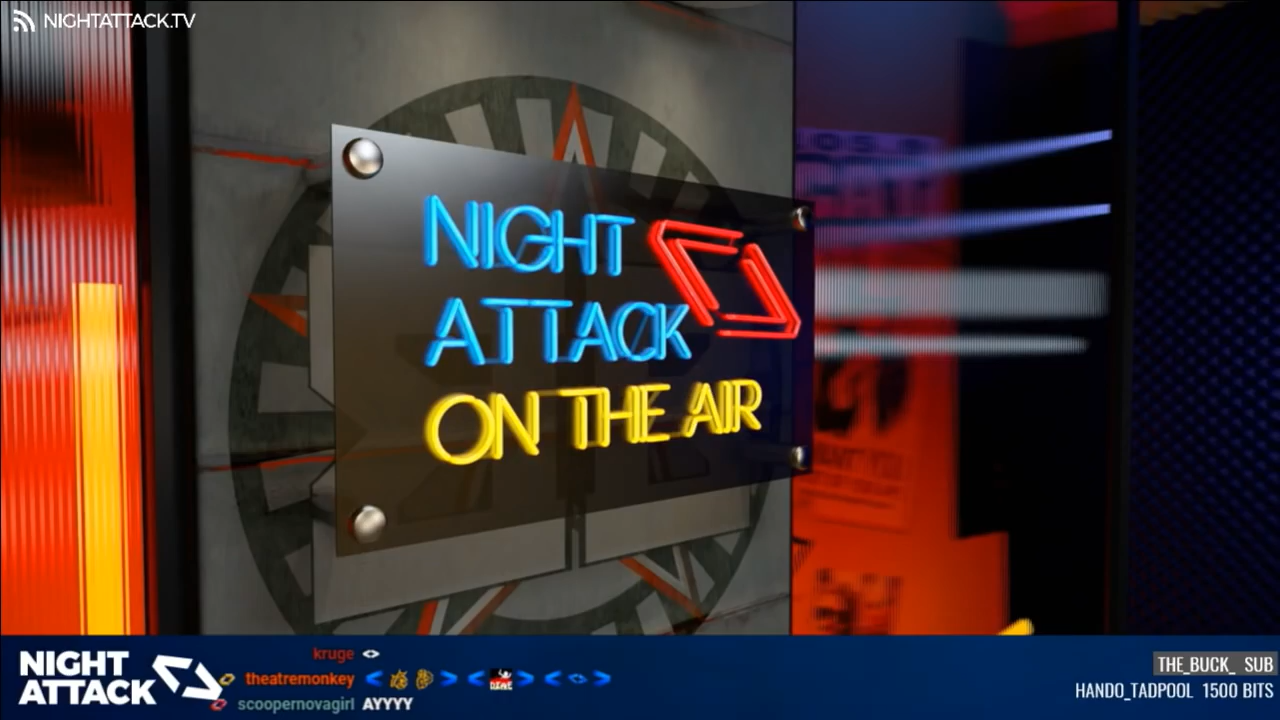 NIGHTATTACK.TV
NIGHT
ATTACK
ON THE AIR
NIGHT
ATTACK
kruge
theatremonkey
scoopernovagirl AYYYY
THE_BUCK_ SUB
HANDO_TADPOOL 1500 BITS